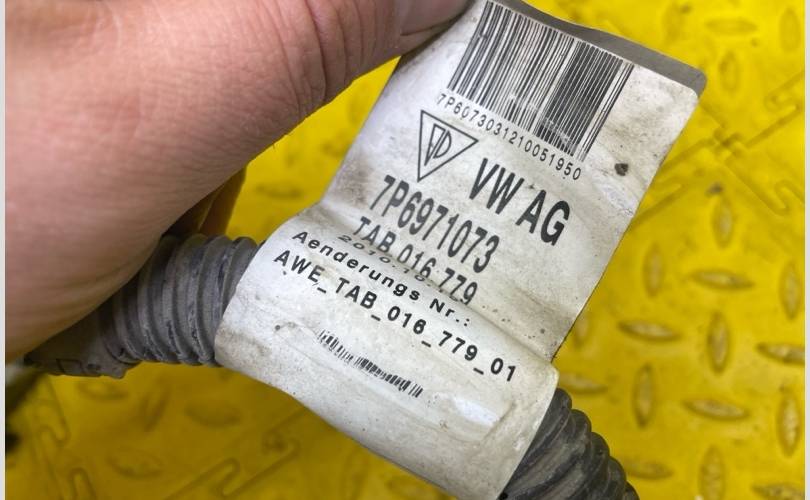 7P6073031210051950
VW AG
7P6971073
TAB 016 779
Aenderungs Nr.:
AWE_TAB_016_779_01